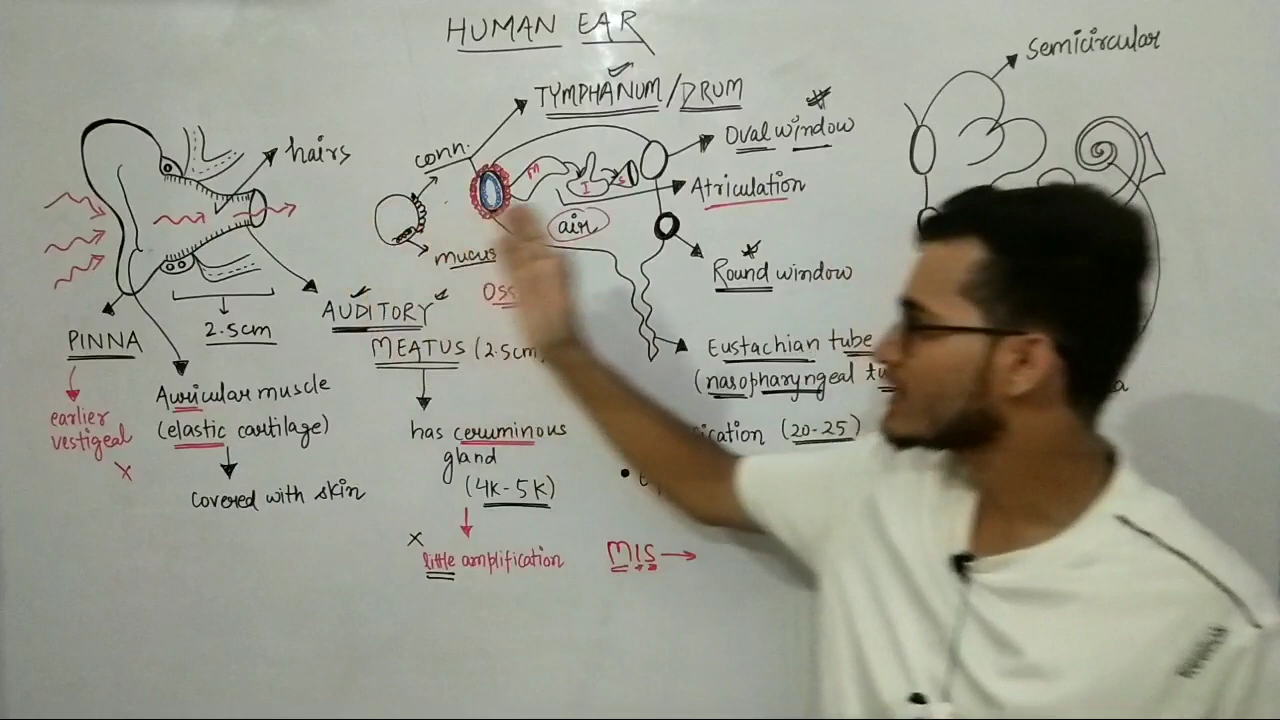 HUMAN EAR
semicircular
TYMPHANUM/DRUM
Oval window
hairs
conn.
M
I
S
Atriculation
air
mucus
Round window
Oss
AUDITORY
MEATUS (2.5cm)
PINNA
2.5cm
Eustachian tube
(nasopharyngeal
earlier
vestigeal
X
Auricular muscle
(elastic cartilage)
covered with skin
has ceruminous
gland
(4K-5K)
(20-25)
X
little amplification
MIS